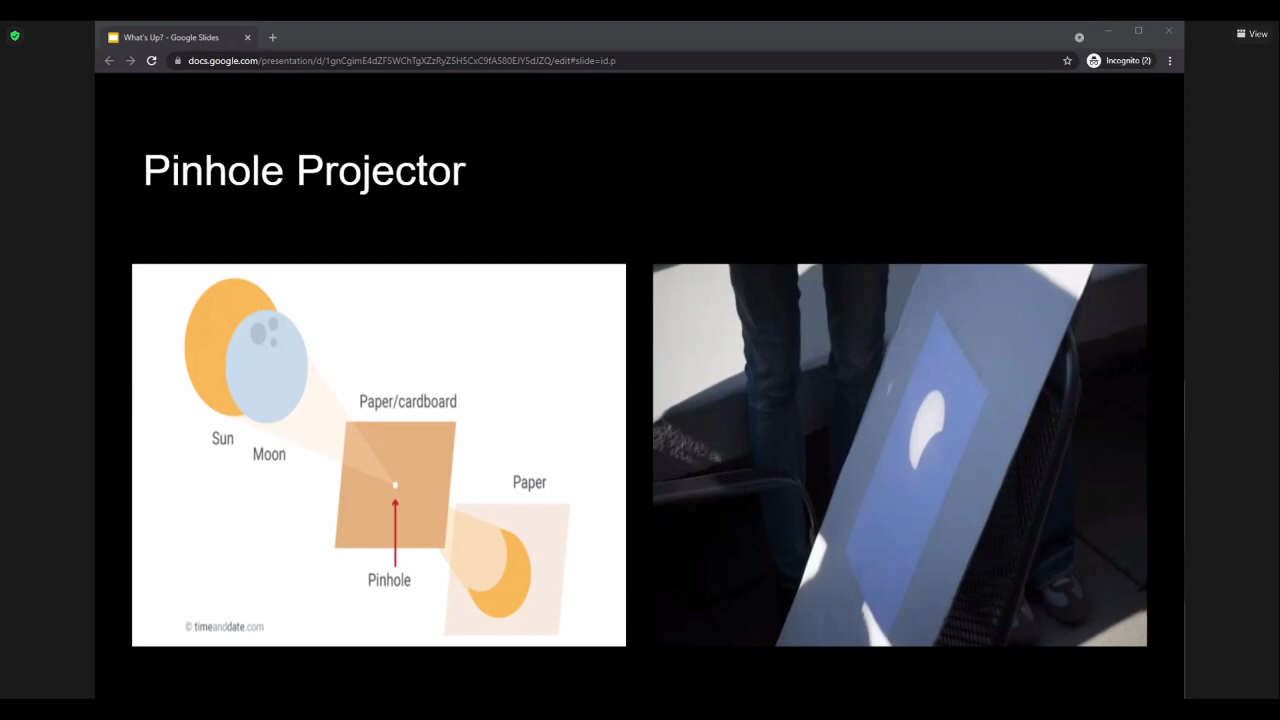 What's Up? - Google Slides
View
docs.google.com/presentation/d/1gnCgimE4dZF5WChTgXZzRyZ5H5CxC9fA580EJY5dJZQ/edit#slide=id.p
Incognito (2)
Pinhole Projector
Paper/cardboard
Sun
Moon
Paper
Pinhole
© timeanddate.com